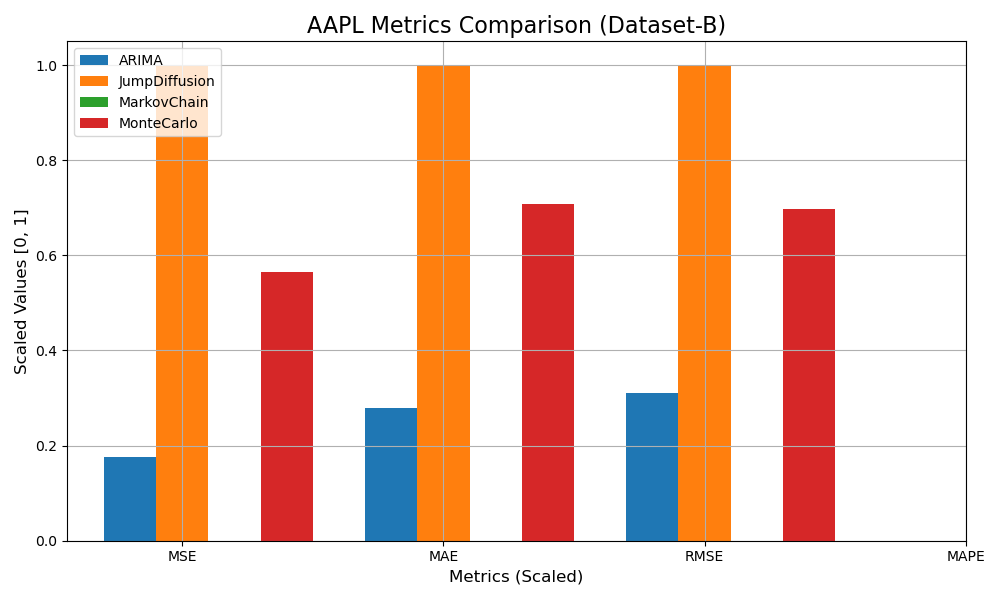 AAPL Metrics Comparison (Dataset-B)
ARIMA
JumpDiffusion
MarkovChain
MonteCarlo
Scaled Values [0, 1]
1.0
0.8
0.6
0.4
0.2
0.0
MSE MAE RMSE MAPE
Metrics (Scaled)